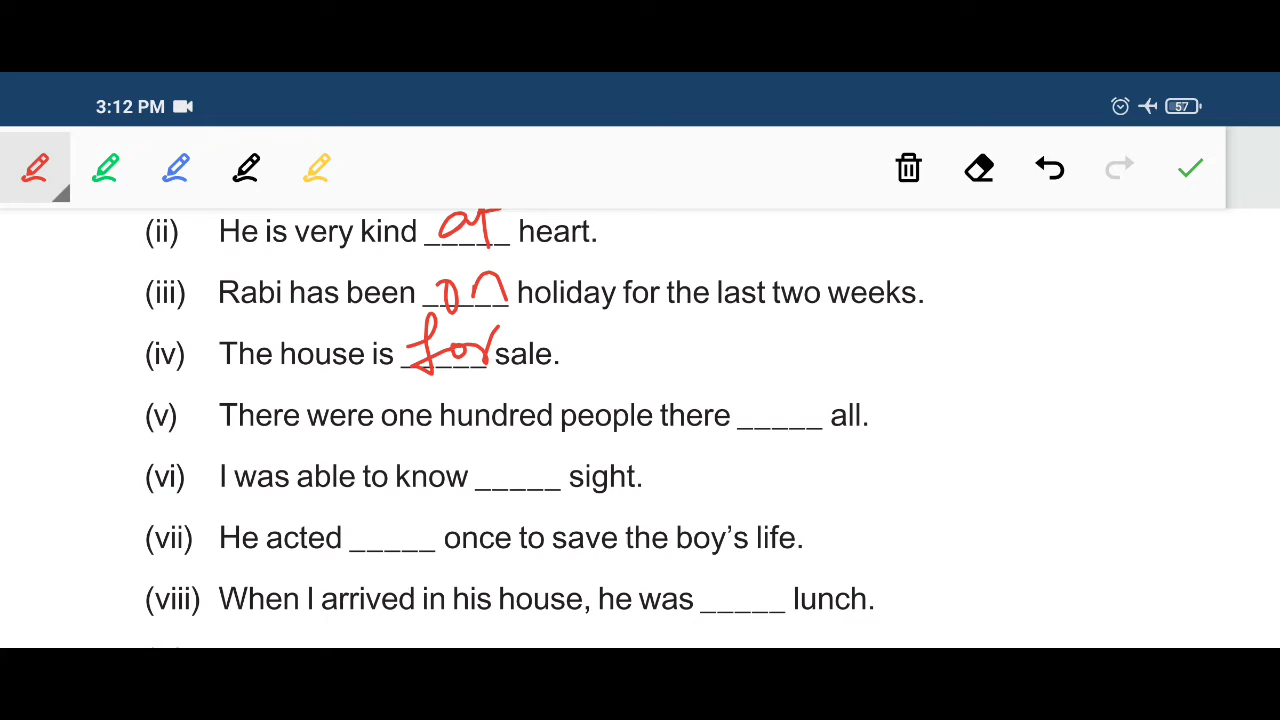 3:12 PM 57
(ii) He is very kind at heart.
(iii) Rabi has been on holiday for the last two weeks.
(iv) The house is for sale.
(v) There were one hundred people there _____ all.
(vi) I was able to know _____ sight.
(vii) He acted _____ once to save the boy’s life.
(viii) When I arrived in his house, he was _____ lunch.